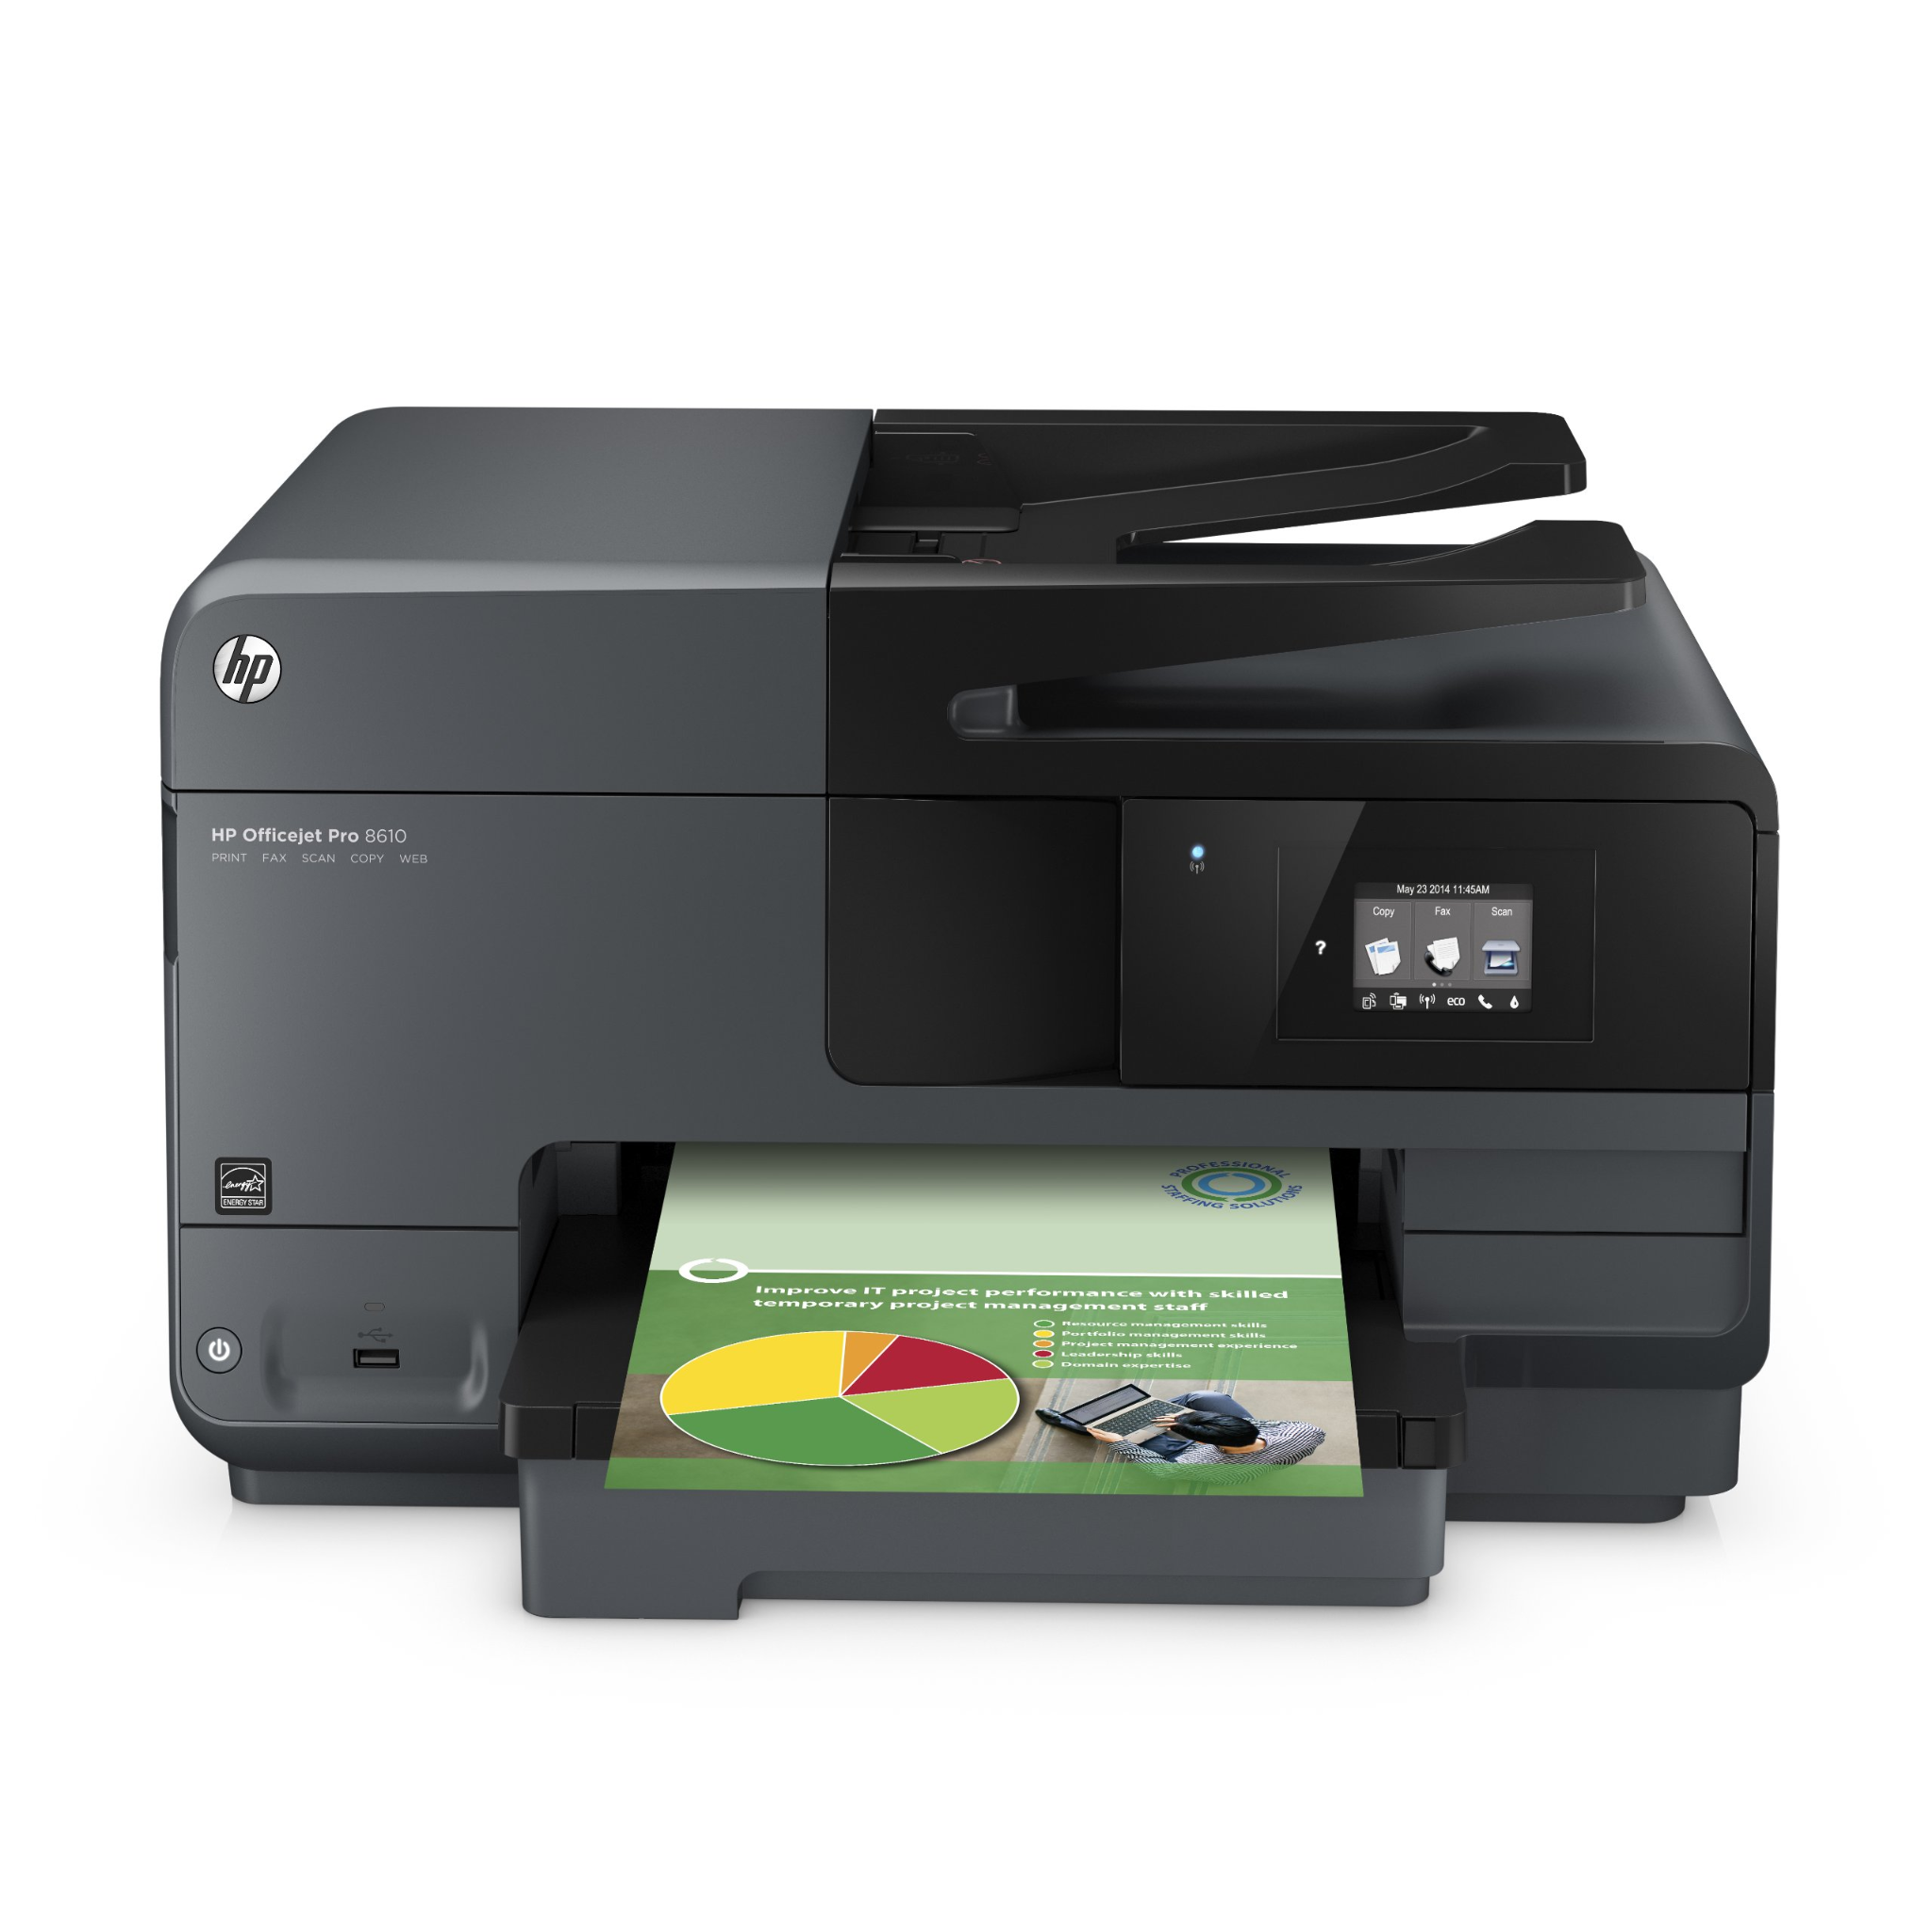 hp
HP Officejet Pro 8610
PRINT FAX SCAN COPY WEB
May 23 2014 11:45AM
Copy Fax Scan
?
eco
energy
ENERGY STAR
PROFESSIONAL
STAFFING SOLUTIONS
Improve IT project performance with skilled
temporary project management staff
Resource management skills
Portfolio management skills
Project management experience
Leadership skills
Domain expertise